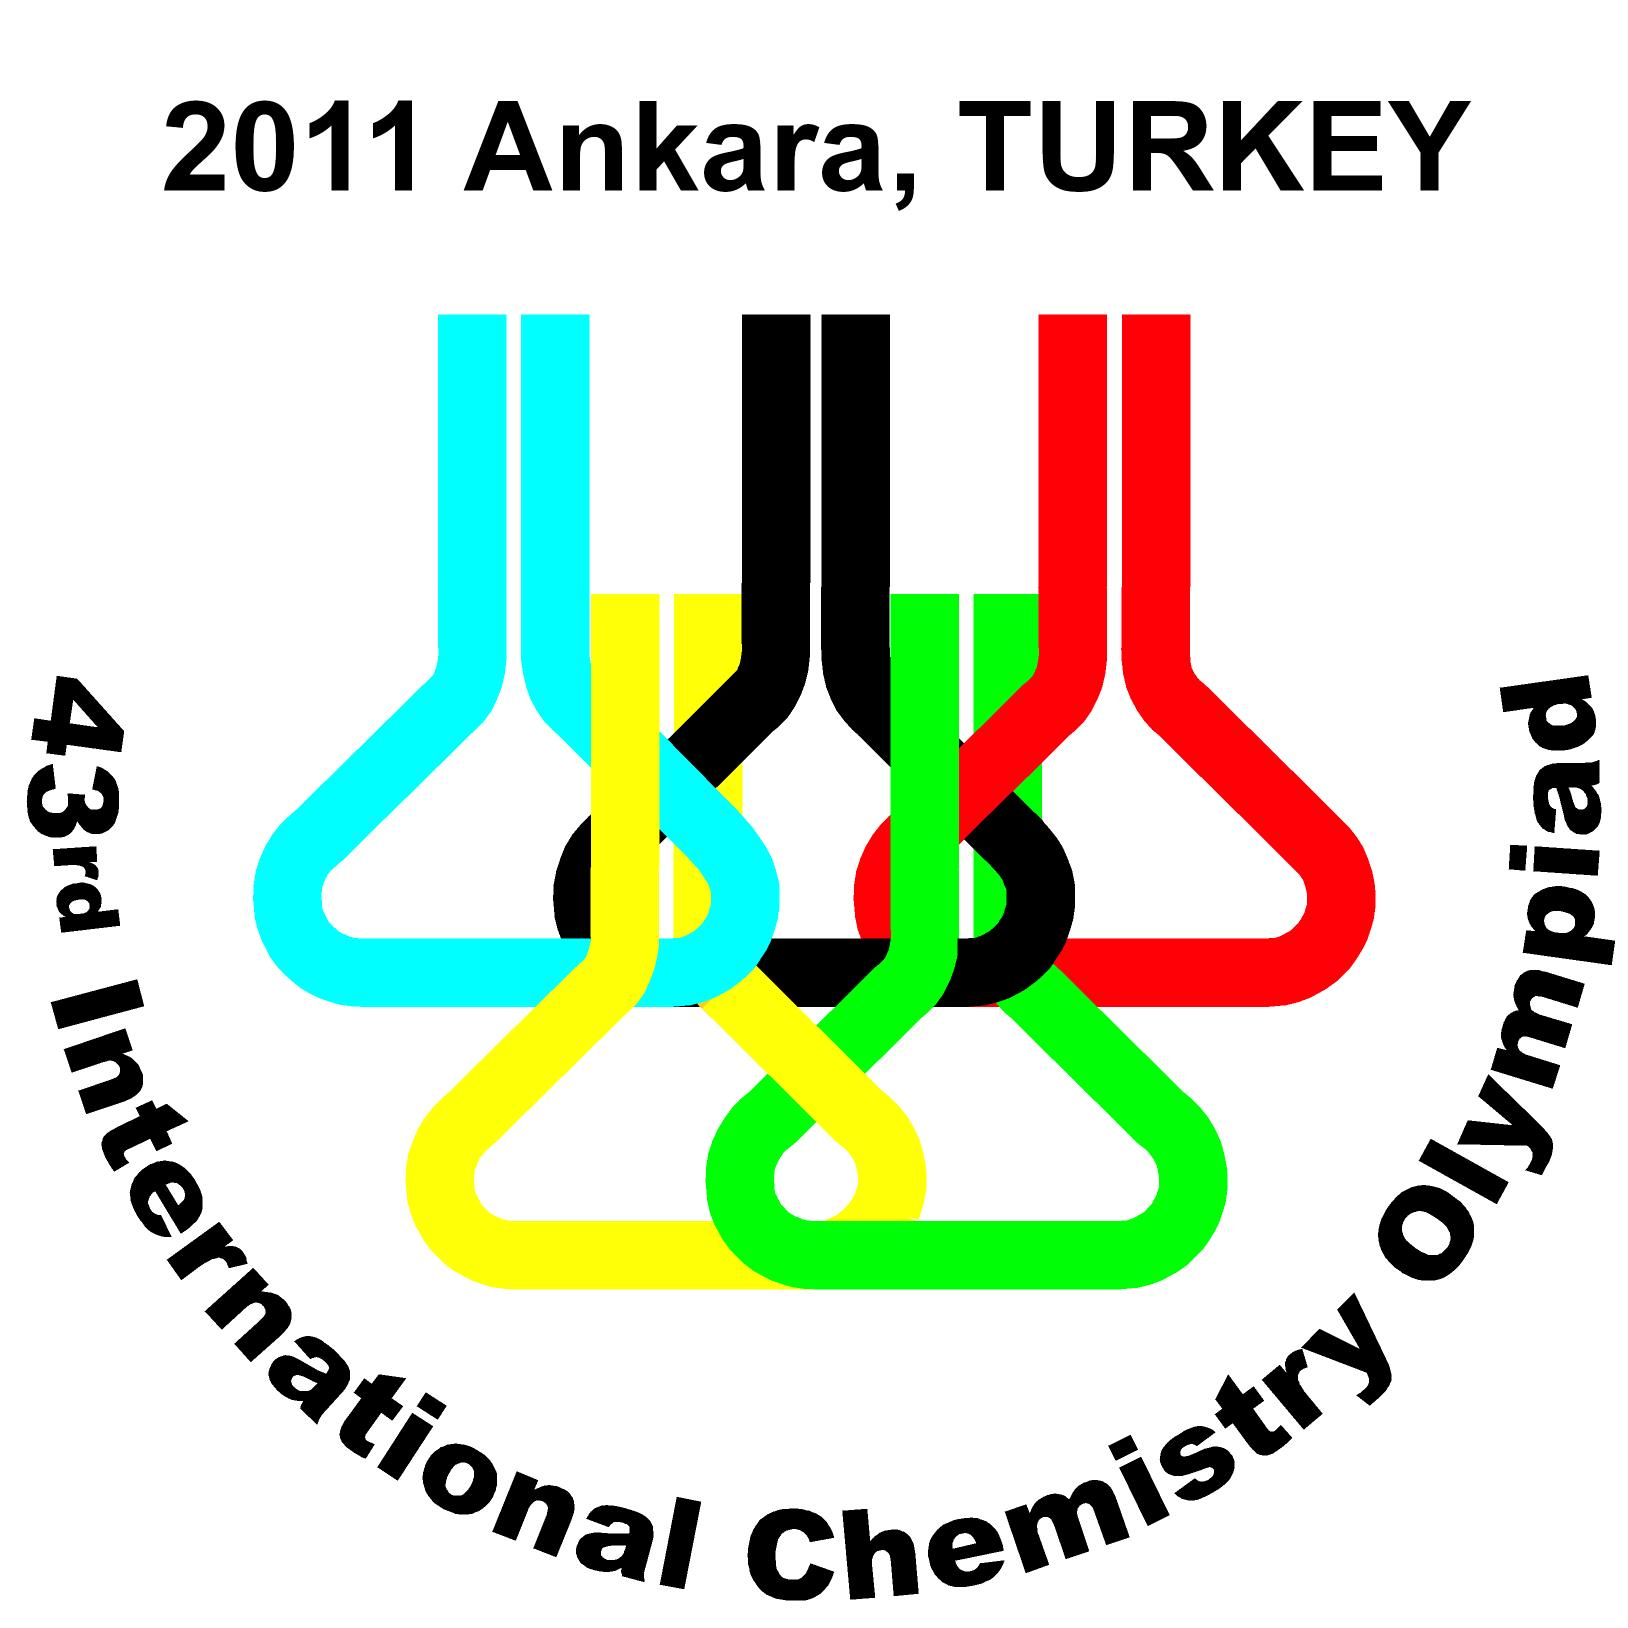 2011 Ankara, TURKEY
43rd International Chemistry Olympiad